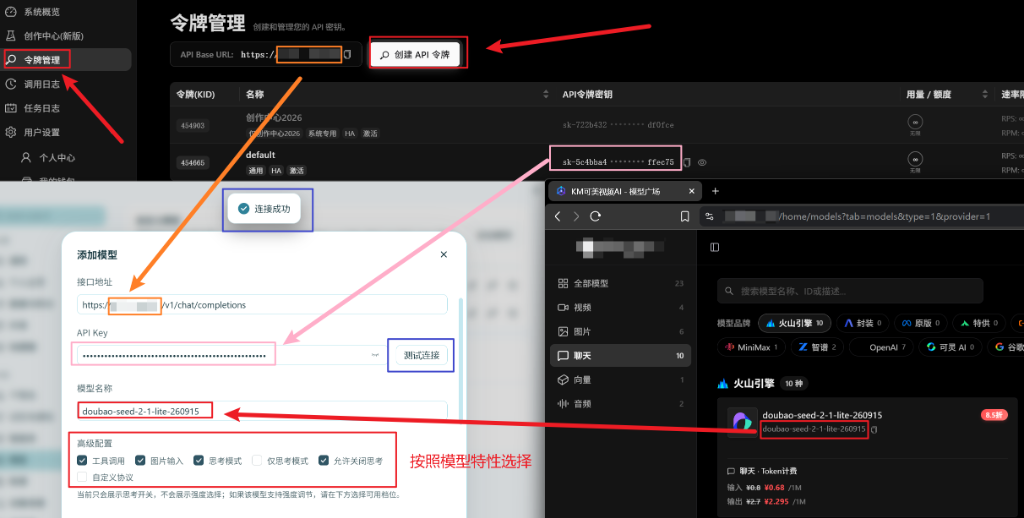 系统概览
创作中心(新版)
令牌管理
调用日志
任务日志
用户设置
个人中心
我的钱包
令牌管理 创建和管理您的 API 密钥。
API Base URL: https://
创建 API 令牌
令牌(KID) 名称 API令牌密钥 用量 / 额度 速率限
454903 创作中心2026 sk-722b432 ········ df0fce ∞ RPS: ∞
仅创作中心2026 系统专用 HA 激活 无限 RPM:
454665 default sk-5c4bba4 ········ ffec75 ∞ RPS: ∞
通用 HA 激活 无限 RPM:
连接成功
添加模型
接口地址
https:/ /v1/chat/completions
API Key
测试连接
模型名称
doubao-seed-2-1-lite-260915
高级配置
工具调用 图片输入 思考模式 仅思考模式 允许关闭思考
自定义协议
当前只会展示思考开关，不会展示强度选择；如果该模型支持强度调节，请在下方选择可用档位。
按照模型特性选择
KM可美视频AI - 模型广场
/home/models?tab=models&type=1&provider=1
全部模型 23
视频 6
图片 6
聊天 10
向量 1
音频 2
搜索模型名称、ID或描述...
模型品牌 火山引擎 10 封装 0 原版 0 特供 0
MiniMax 1 智谱 2 OpenAI 7 可灵 AI 0 谷歌
火山引擎 10 种
doubao-seed-2-1-lite-260915 8.5折
doubao-seed-2-1-lite-260915
聊天 · Token计费
输入 ¥0.8 ¥0.68 /1M
输出 ¥2.7 ¥2.295 /1M